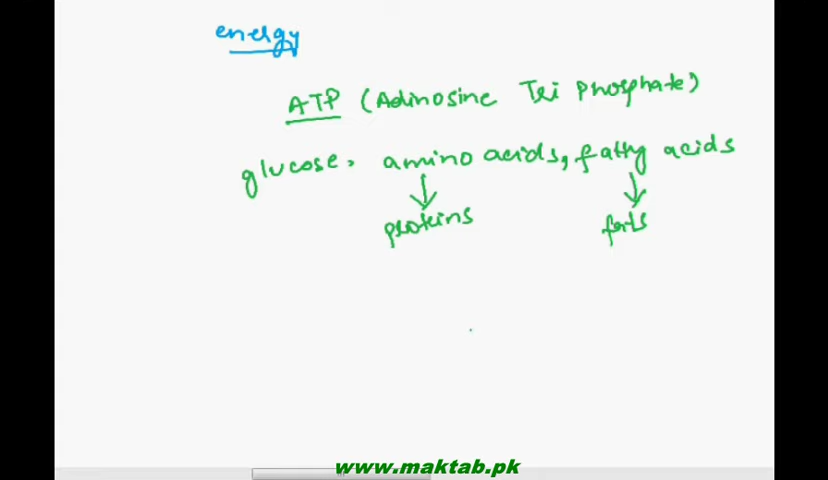 energy
ATP (Adinosine Tri Phosphate)
glucose, amino acids, fatty acids
proteins fats
www.maktab.pk